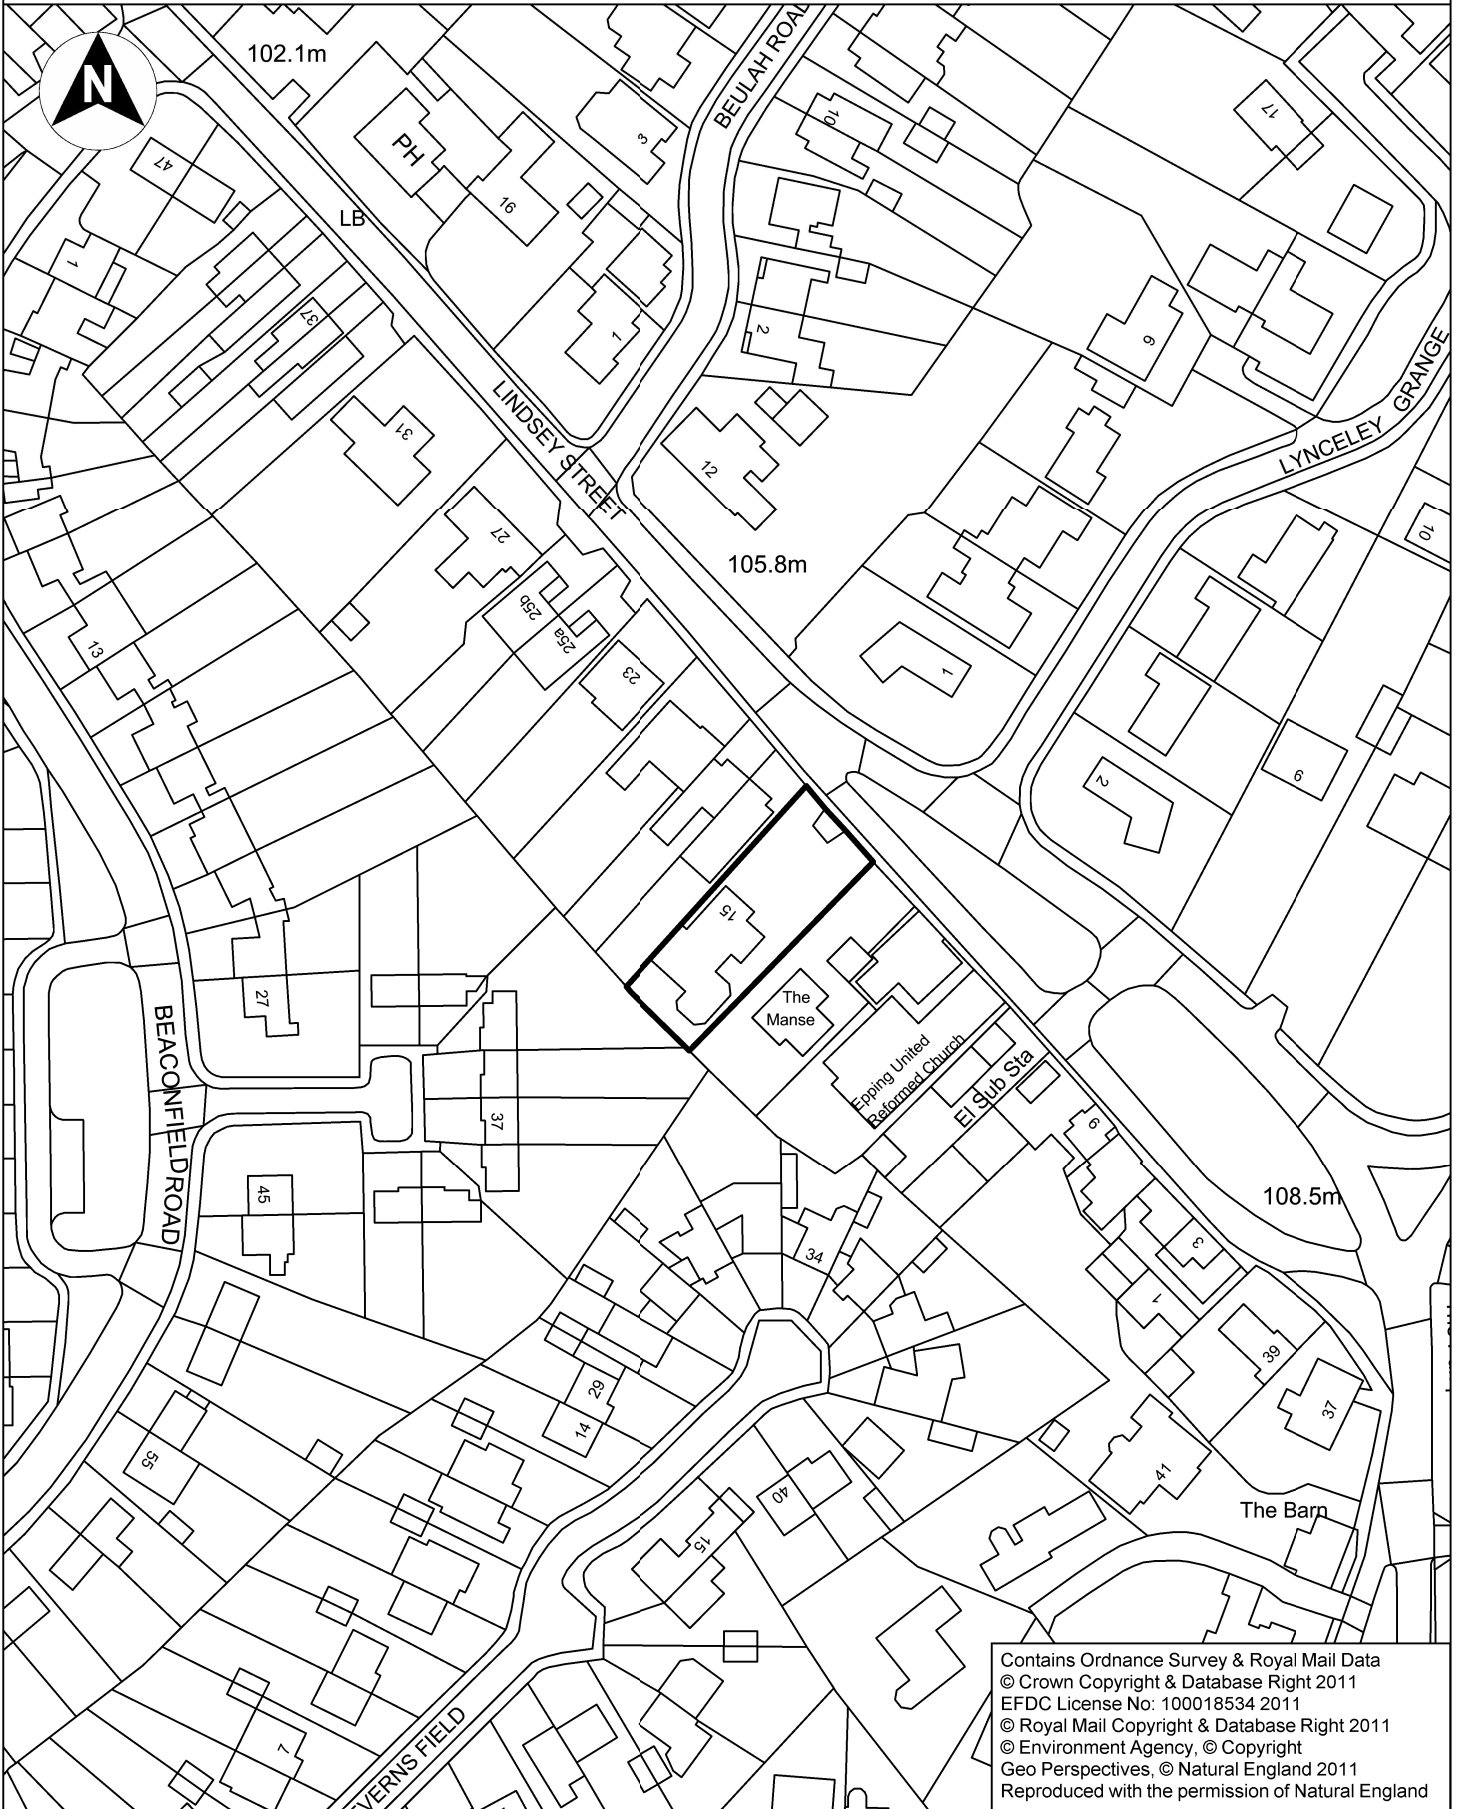 N
102.1m
BEULAH ROAD
PH
LB
47
16
3
10
17
1
37
1
2
9
31
LINDSEY STREET
12
LYNCELEY GRANGE
27
105.8m
10
25b
25a
13
23
1
2
9
15
27
The
Manse
BEACONFIELD ROAD
Epping United
Reformed Church
El Sub Sta
37
9
45
108.5m
3
34
1
39
29
37
14
55
41
40
The Barn
15
7
VERNS FIELD
Contains Ordnance Survey & Royal Mail Data
© Crown Copyright & Database Right 2011
EFDC License No: 100018534 2011
© Royal Mail Copyright & Database Right 2011
© Environment Agency, © Copyright
Geo Perspectives, © Natural England 2011
Reproduced with the permission of Natural England